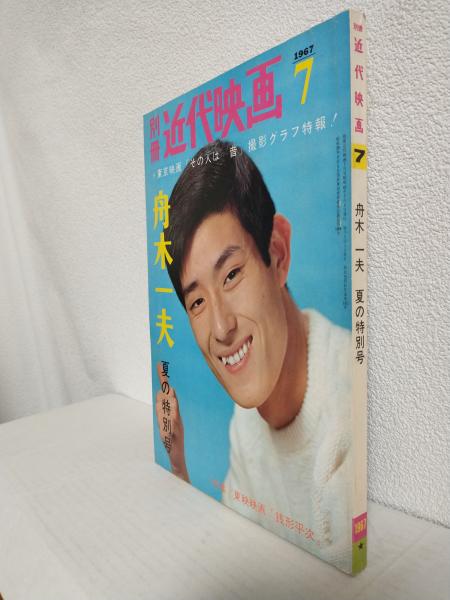 1967
7
別冊
近代映画
東京映画「その人は 昔」撮影グラフ特報!
舟木一夫
夏の特別号
東映映画「銭形平次」
別冊
近代映画
7
舟木一夫 夏の特別号
1967